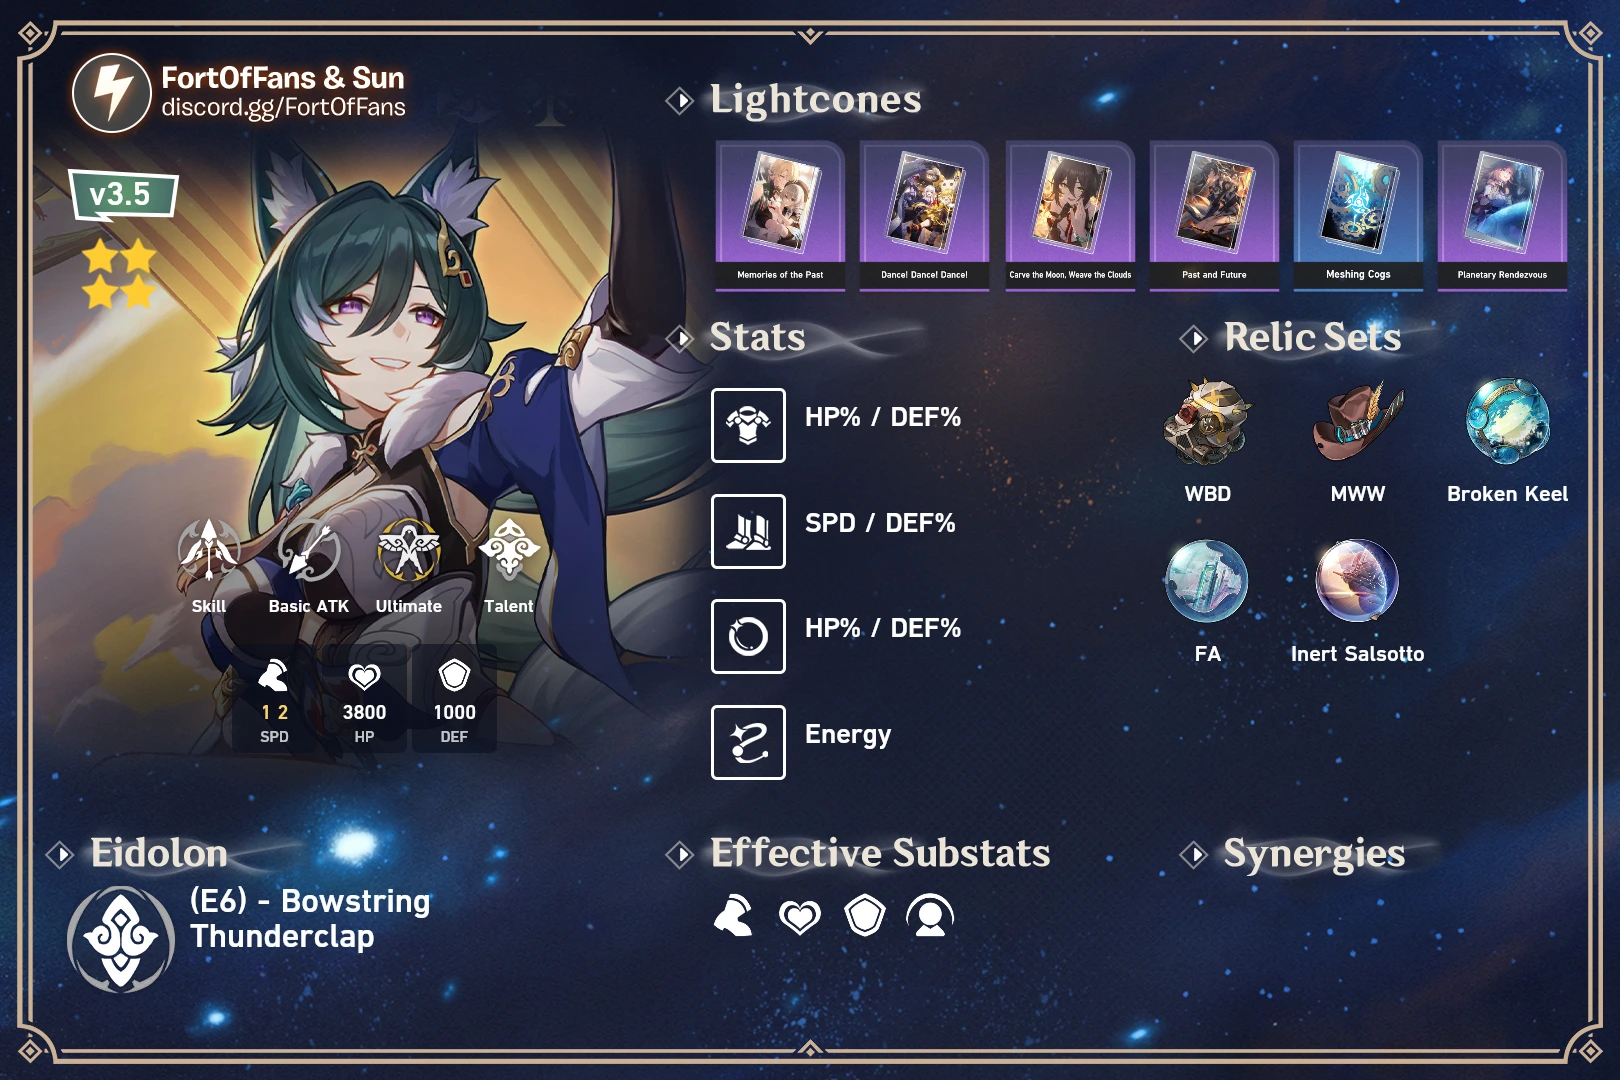 FortOfFans & Sun
discord.gg/FortOfFans
v3.5
Skill
Basic ATK
Ultimate
Talent
1 2
SPD
3800
HP
1000
DEF
Eidolon
(E6) - Bowstring
Thunderclap
Lightcones
Memories of the Past
Dance! Dance! Dance!
Carve the Moon, Weave the Clouds
Past and Future
Meshing Cogs
Planetary Rendezvous
Stats
HP% / DEF%
SPD / DEF%
HP% / DEF%
Energy
Relic Sets
WBD
MWW
Broken Keel
FA
Inert Salsotto
Effective Substats
Synergies